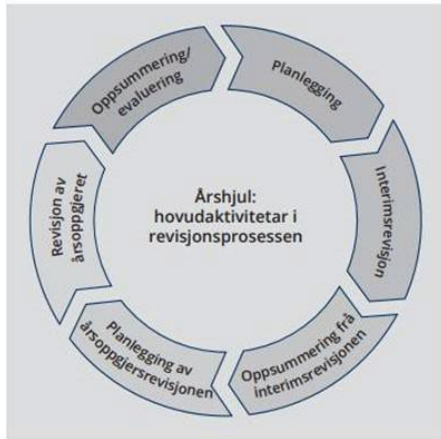 Årshjul:
hovudaktivitetar i
revisjonsprosessen
Planlegging
Interimsrevisjon
Oppsummering frå
interimsrevisjonen
Planlegging av
årsoppgjersrevisjonen
Revisjon av
årsoppgjeret
Oppsummering/
evaluering